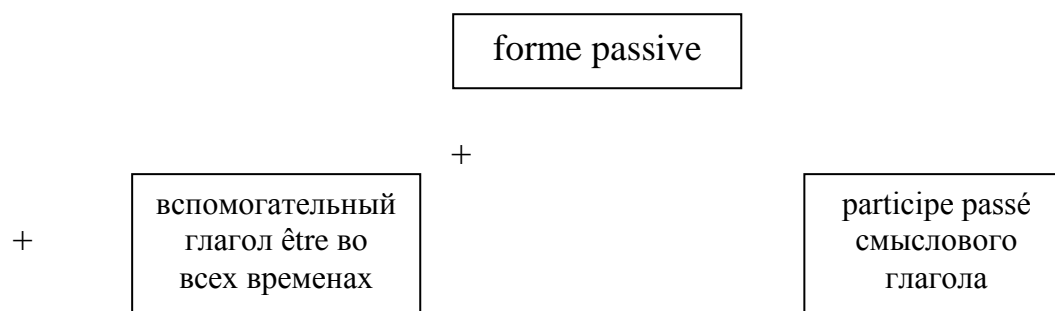 forme passive
+
+
вспомогательный
глагол être во
всех временах
participe passé
смыслового
глагола